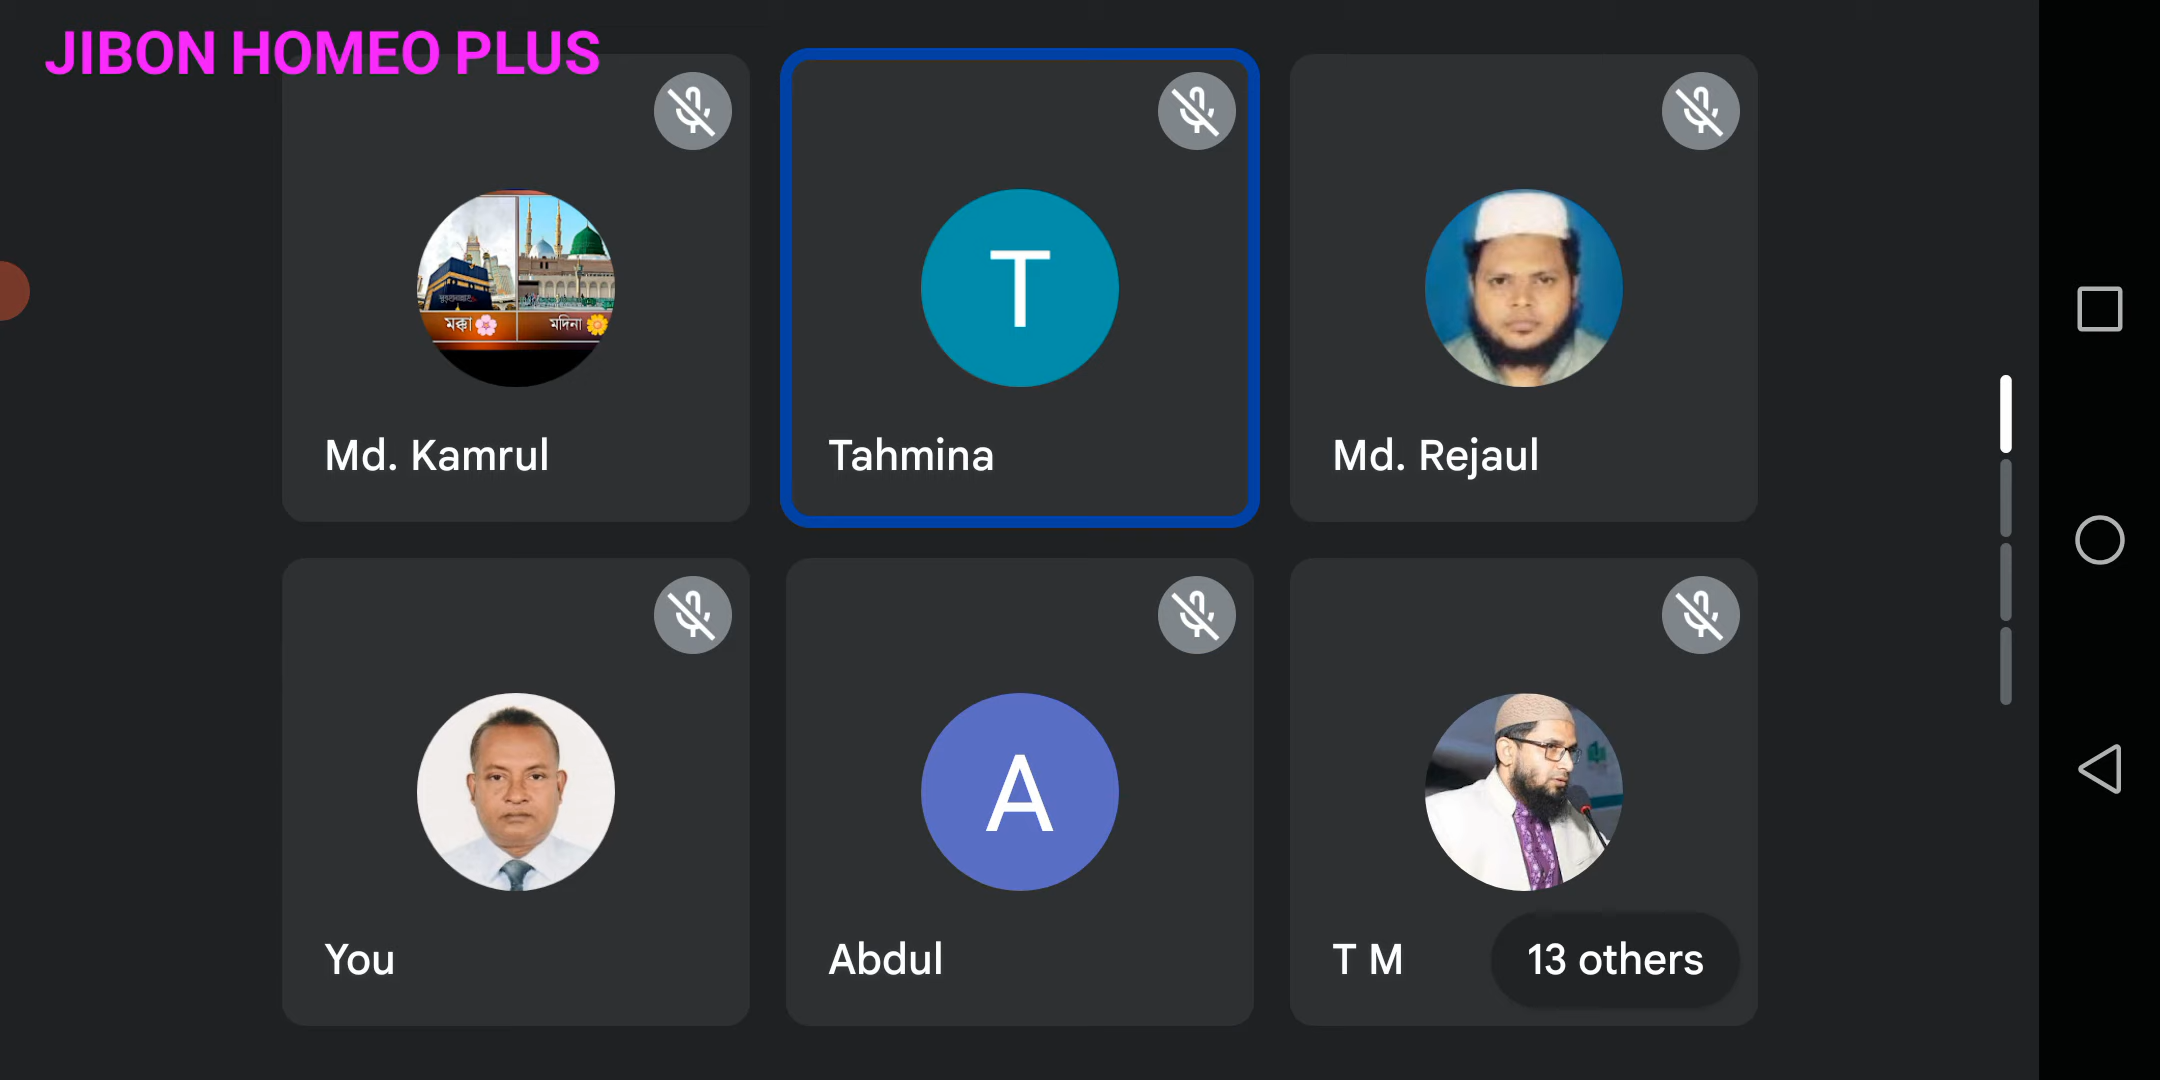 JIBON HOMEO PLUS
মক্কা
মদিনা
T
Md. Kamrul
Tahmina
Md. Rejaul
A
You
Abdul
T M
13 others